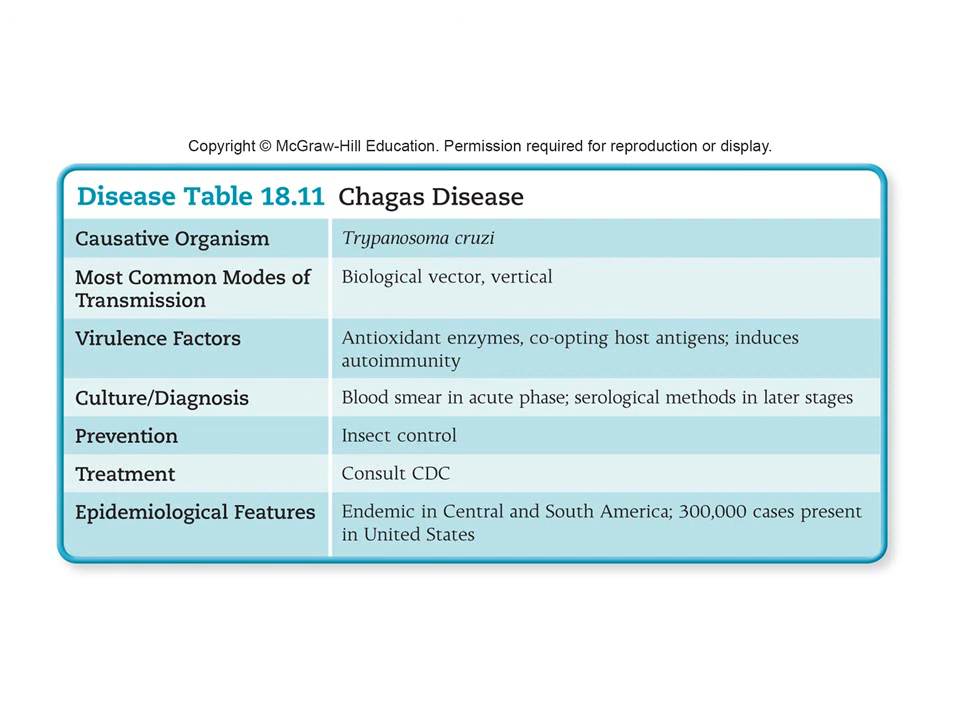 Copyright © McGraw-Hill Education. Permission required for reproduction or display.
Disease Table 18.11 Chagas Disease
Causative Organism Trypanosoma cruzi
Most Common Modes of Transmission Biological vector, vertical
Virulence Factors Antioxidant enzymes, co-opting host antigens; induces
autoimmunity
Culture/Diagnosis Blood smear in acute phase; serological methods in later stages
Prevention Insect control
Treatment Consult CDC
Epidemiological Features Endemic in Central and South America; 300,000 cases present
in United States